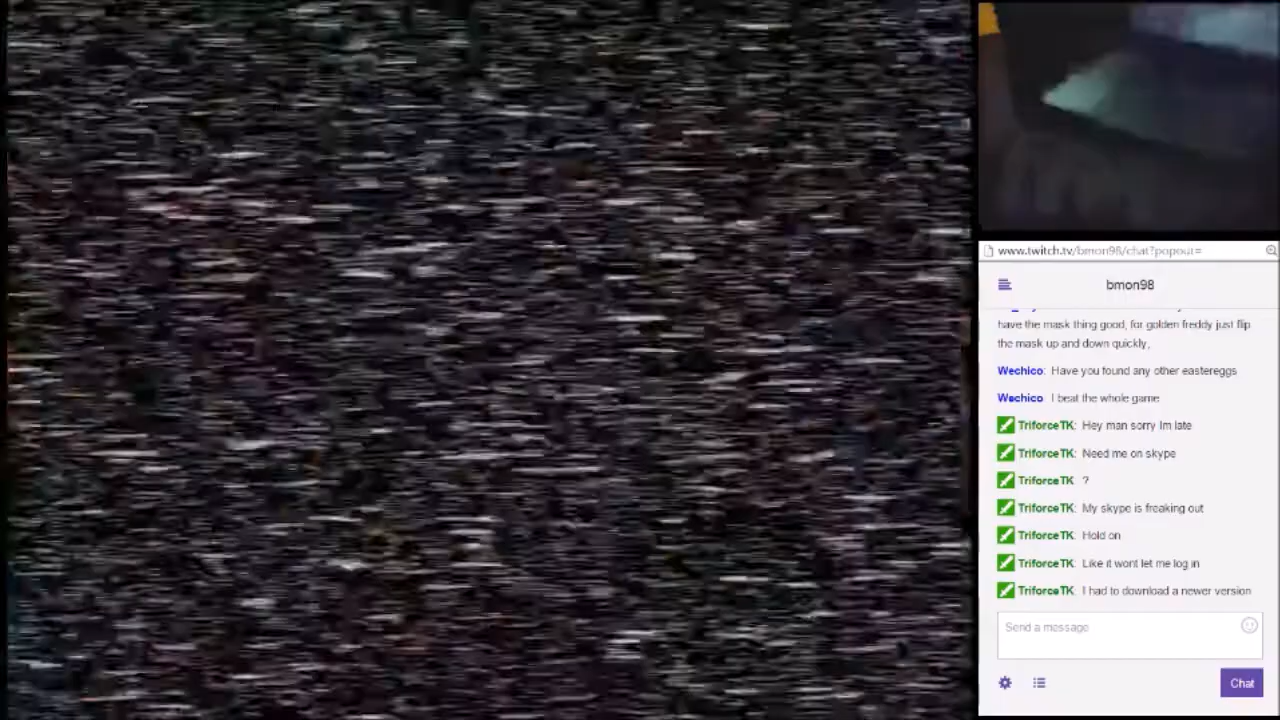 www.twitch.tv/bmon98/chat?popout=
bmon98
have the mask thing good, for golden freddy just flip
the mask up and down quickly,
Wechico: Have you found any other eastereggs
Wechico: I beat the whole game
TriforceTK: Hey man sorry Im late
TriforceTK: Need me on skype
TriforceTK: ?
TriforceTK: My skype is freaking out
TriforceTK: Hold on
TriforceTK: Like it wont let me log in
TriforceTK: I had to download a newer version
Send a message
Chat